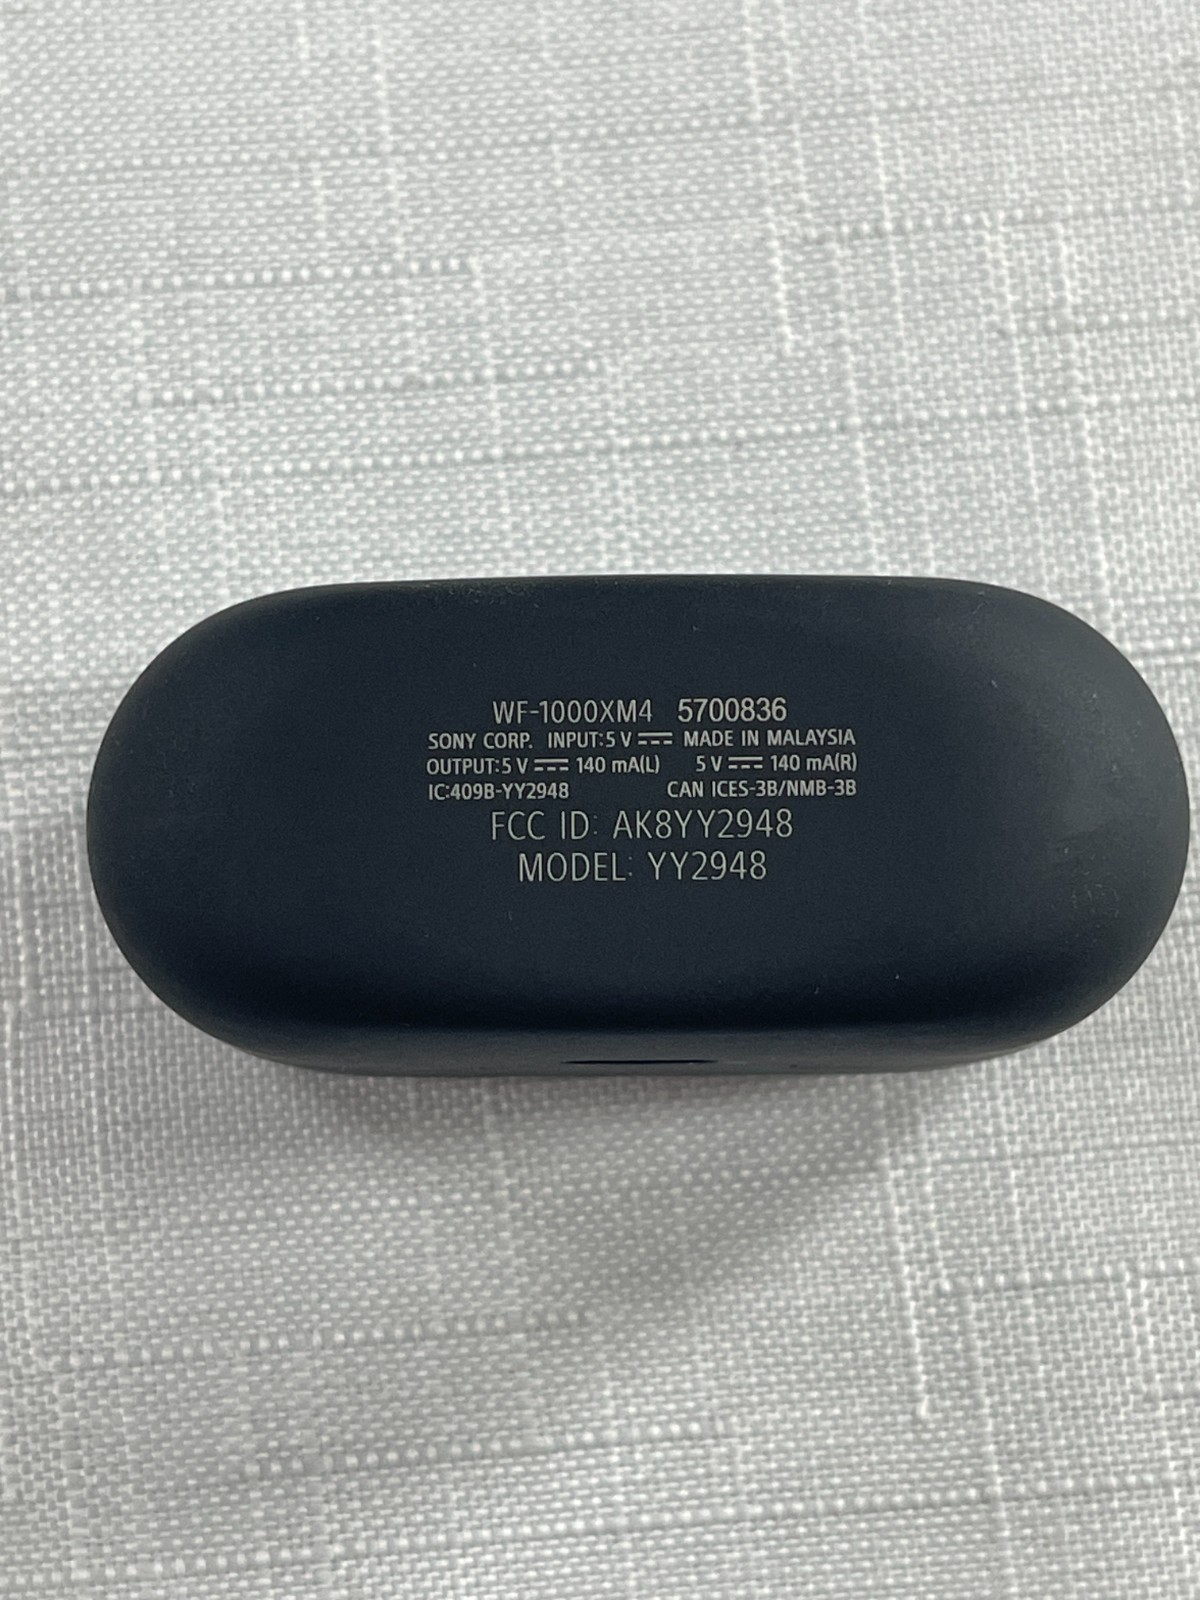 WF-1000XM4 5700836
SONY CORP. INPUT:5 V ⎓ MADE IN MALAYSIA
OUTPUT:5 V ⎓ 140 mA(L) 5 V ⎓ 140 mA(R)
IC:409B-YY2948 CAN ICES-3B/NMB-3B
FCC ID: AK8YY2948
MODEL: YY2948